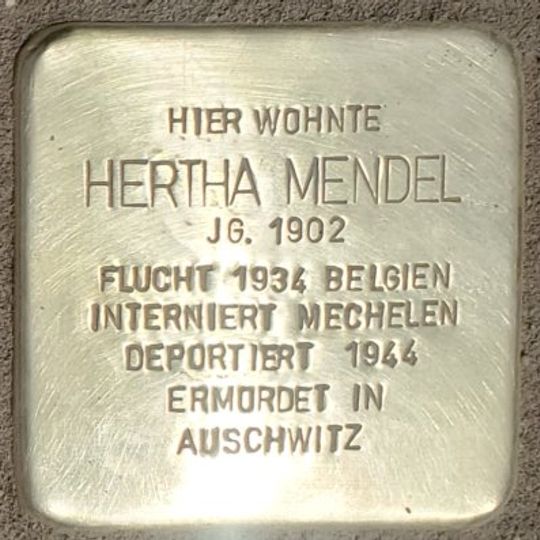 HIER WOHNTE
HERTHA MENDEL
JG. 1902
FLUCHT 1934 BELGIEN
INTERNIERT MECHELEN
DEPORTIERT 1944
ERMORDET IN
AUSCHWITZ